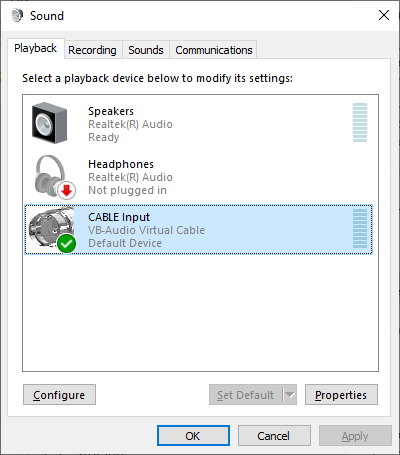 Sound
Playback Recording Sounds Communications
Select a playback device below to modify its settings:
Speakers
Realtek(R) Audio
Ready
Headphones
Realtek(R) Audio
Not plugged in
CABLE Input
VB-Audio Virtual Cable
Default Device
Configure Set Default Properties
OK Cancel Apply